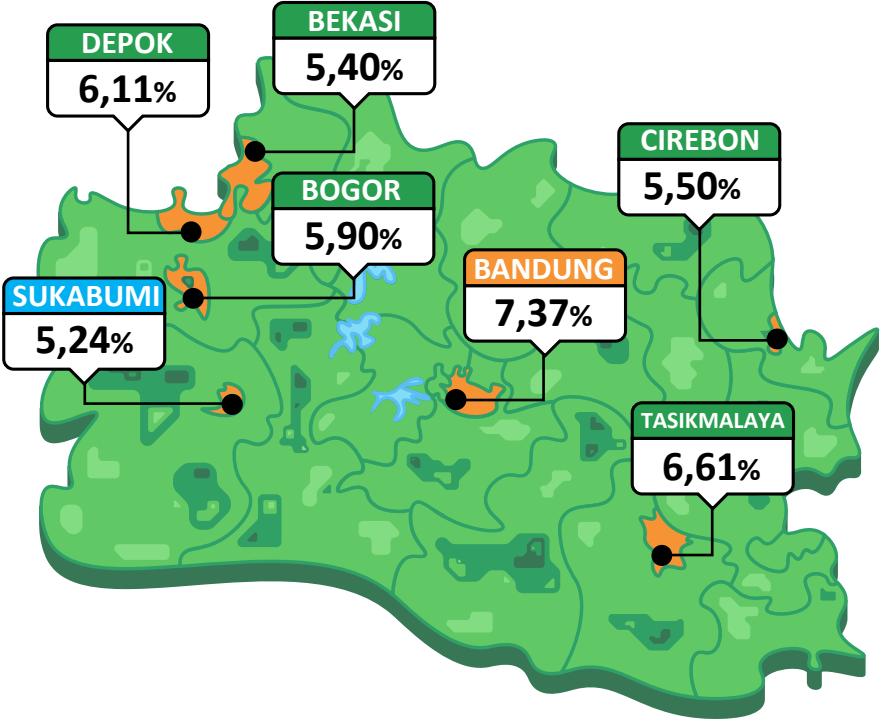 BEKASI
5,40%
DEPOK
6,11%
CIREBON
5,50%
BOGOR
5,90%
BANDUNG
7,37%
SUKABUMI
5,24%
TASIKMALAYA
6,61%